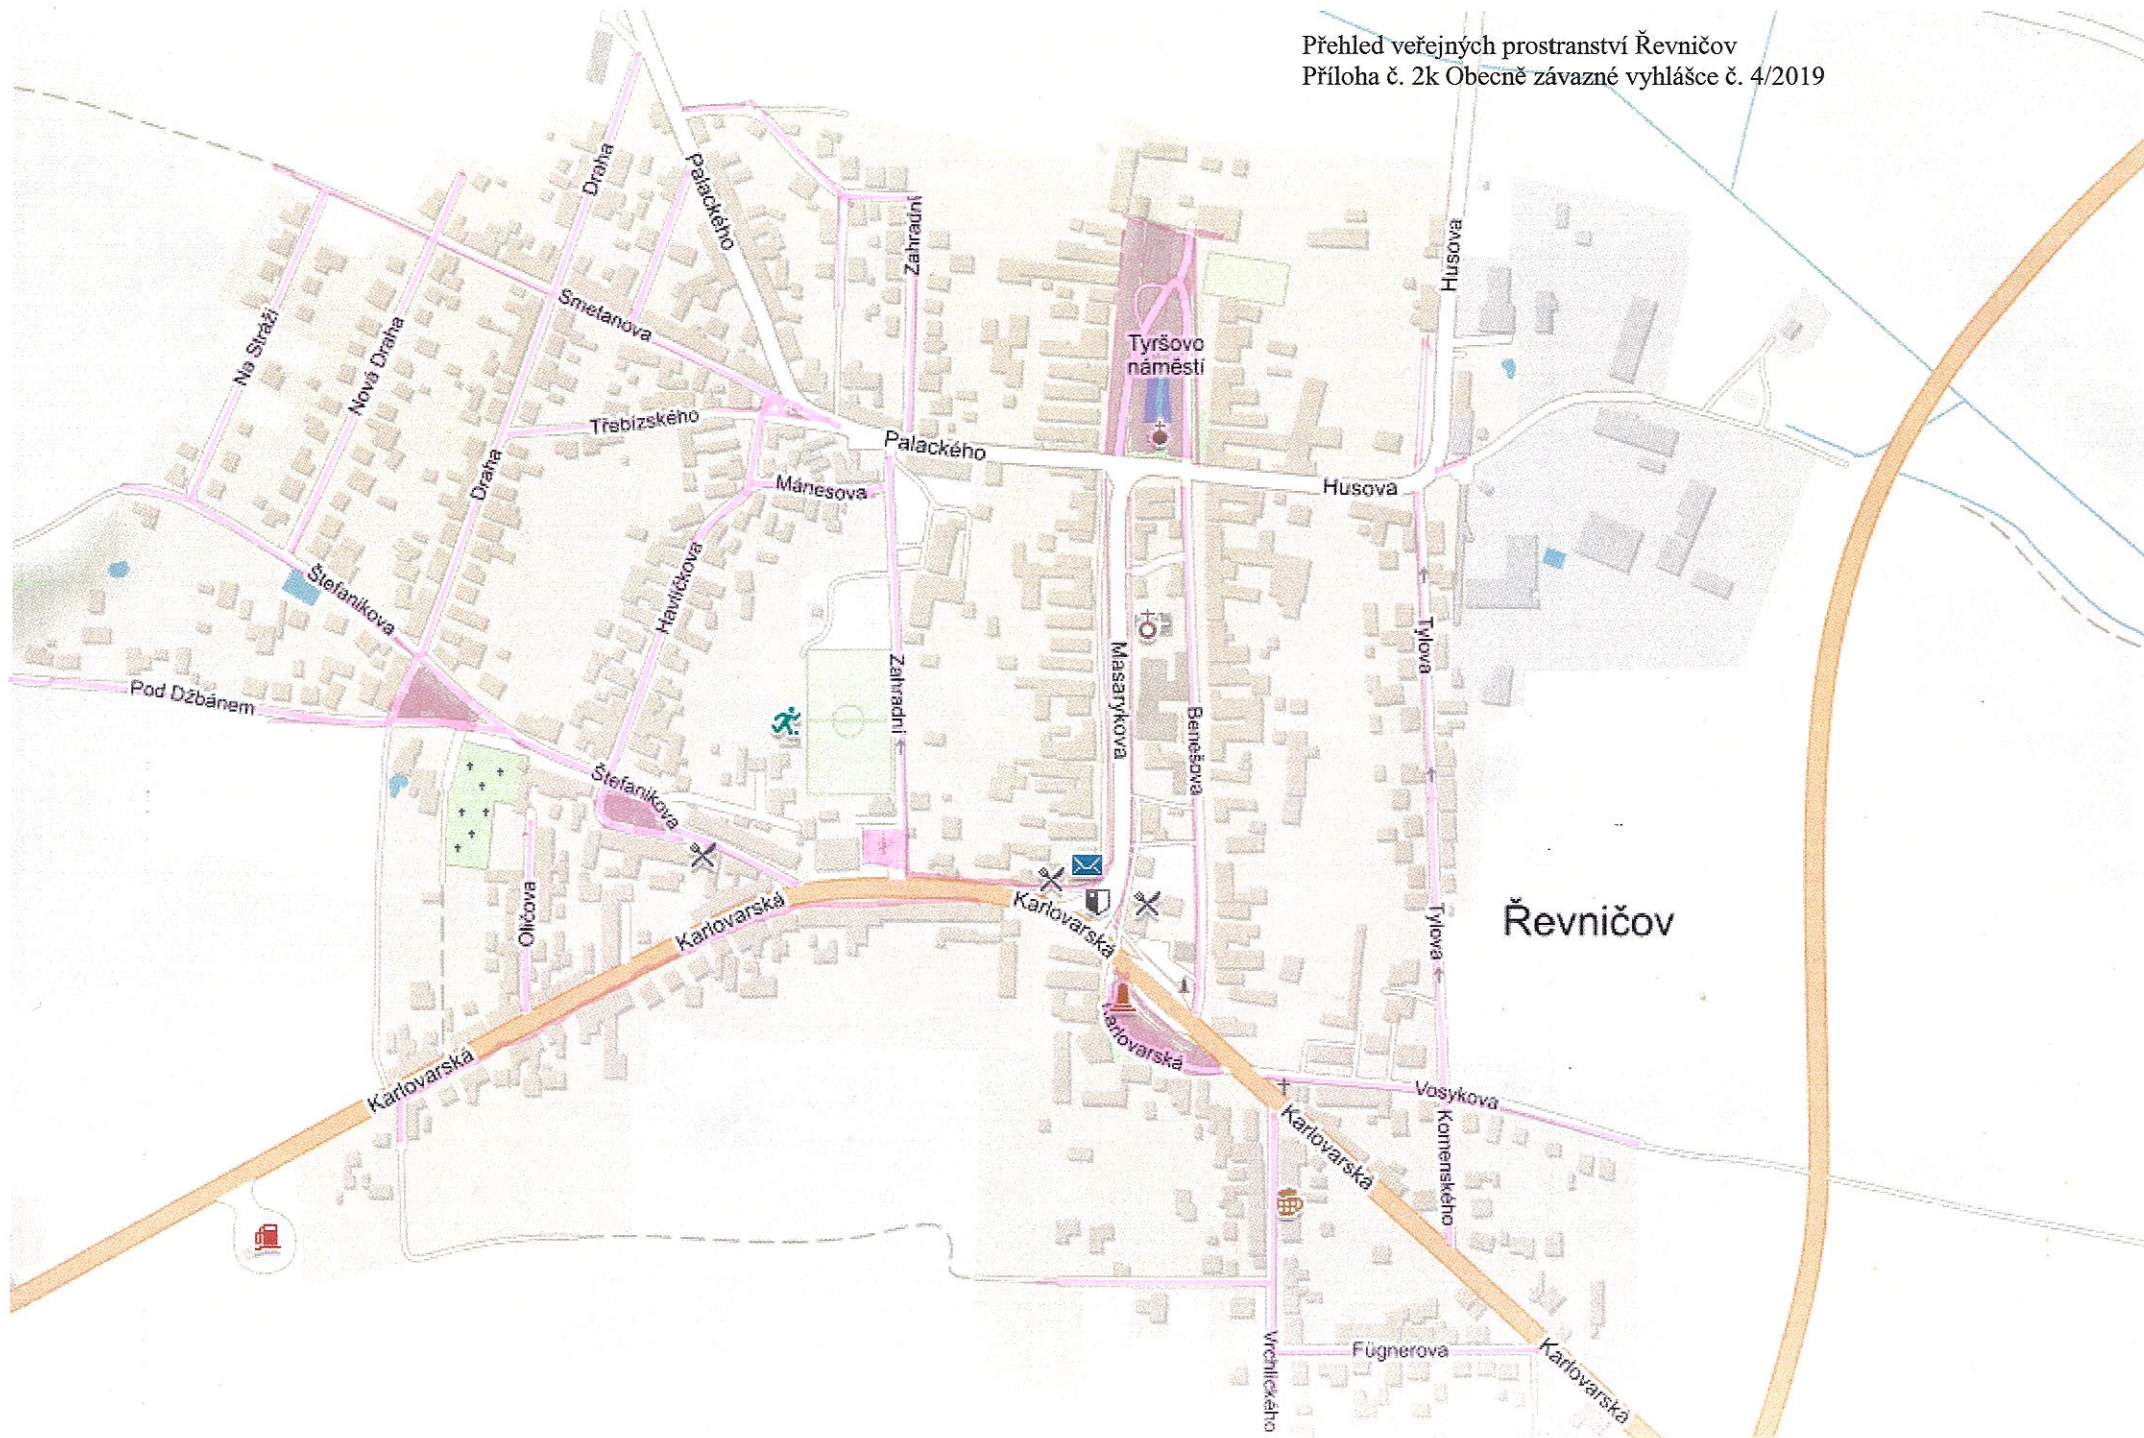 Přehled veřejných prostranství Řevničov
Příloha č. 2k Obecně závazné vyhlášce č. 4/2019
Draha
Palackého
Zahradní
Husova
Smetanova
Na Stráži
Nová Draha
Tyršovo
náměstí
Třebízského
Palackého
Draha
Mánesova
Husova
Štefanikova
Havlíčkova
Tylova
Zahradní
Masarykova
Pod Džbánem
Benešova
Štefanikova
Oličova
Karlovarská
Karlovarská
Tylova
Řevničov
Karlovarská
Karlovarská
Vosykova
Komenského
Karlovarská
Vrchlického
Fügnerova
Karlovarská